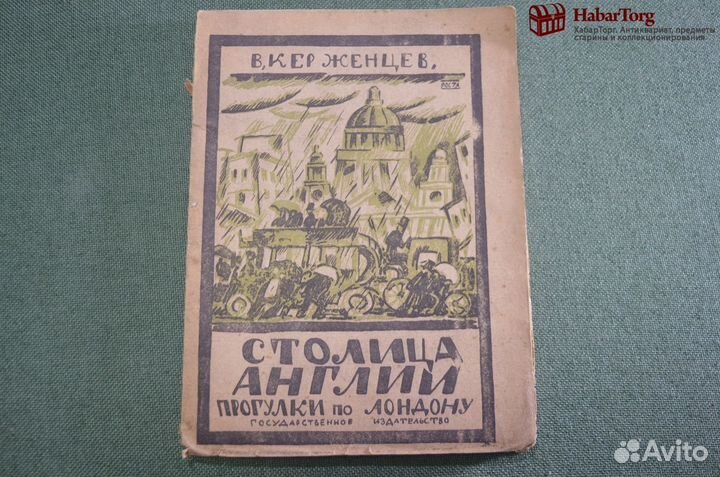 HabarTorg
ХабарТорг. Антиквариат, предметы
старины и коллекционирования
В. КЕРЖЕНЦЕВ.
СТОЛИЦА
АНГЛИИ
ПРОГУЛКИ ПО ЛОНДОНУ
ГОСУДАРСТВЕННОЕ ИЗДАТЕЛЬСТВО
Avito